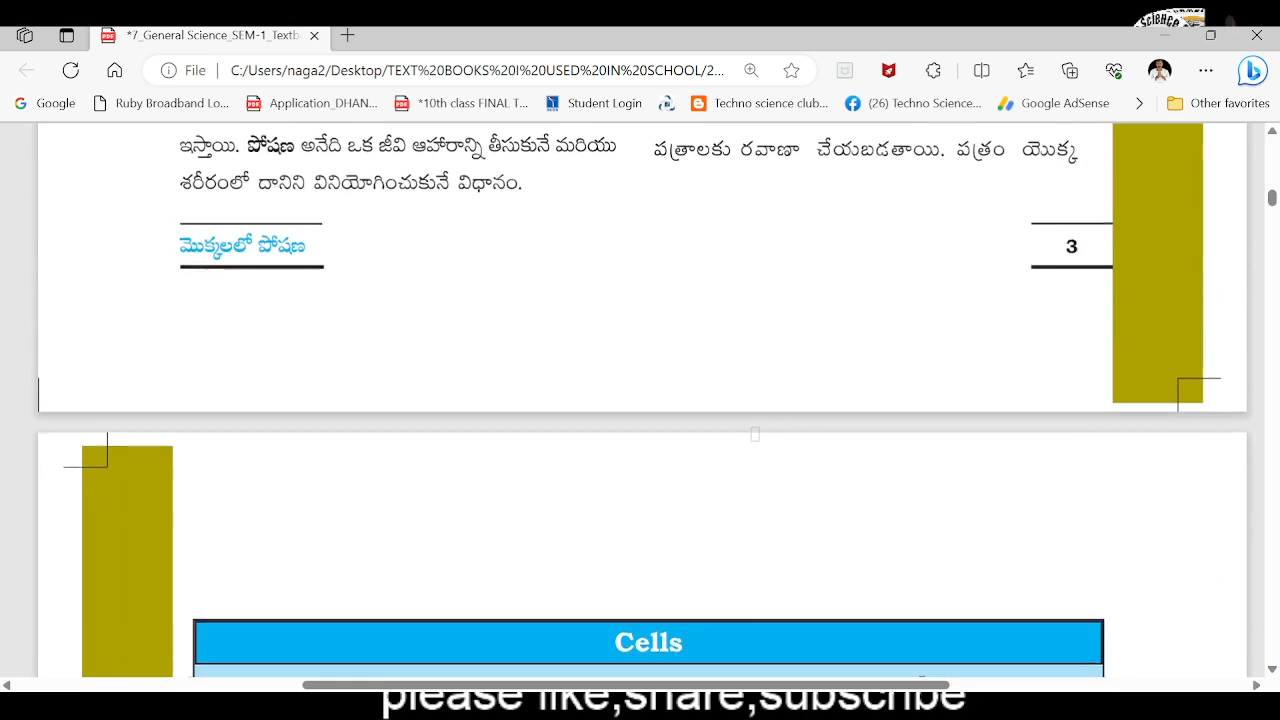 Science
*7_General Science_SEM-1_Textb
File
C:/Users/naga2/Desktop/TEXT%20BOOKS%20I%20USED%20IN%20SCHOOL/2...
Google
Ruby Broadband Lo...
Application_DHAN...
*10th class FINAL T...
Student Login
Techno science club...
(26) Techno Science...
Google AdSense
Other favorites
ఇస్తాయి. పోషణ అనేది ఒక జీవి ఆహారాన్ని తీసుకునే మరియు
శరీరంలో దానిని వినియోగించుకునే విధానం.
పత్రాలకు రవాణా చేయబడతాయి. పత్రం యొక్క
మొక్కలలో పోషణ
3
Cells
please like,share,subscribe